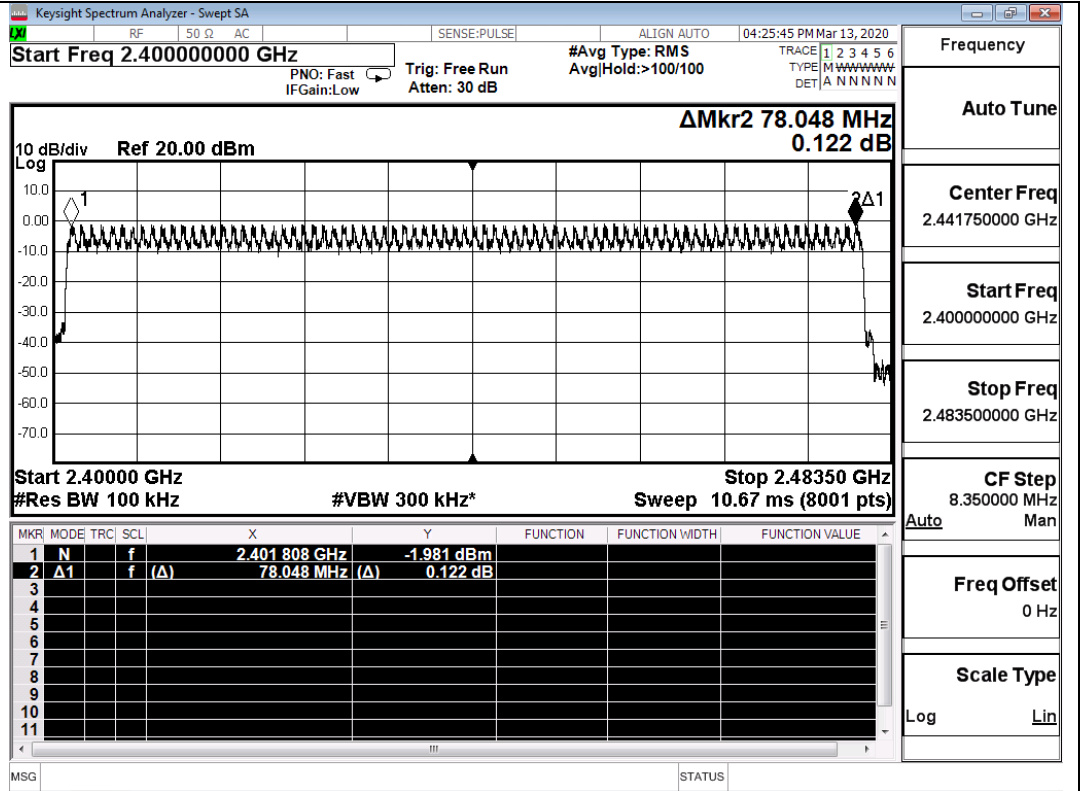 Keysight Spectrum Analyzer - Swept SA
LXI RF 50 Ω AC SENSE:PULSE ALIGN AUTO 04:25:45 PM Mar 13, 2020
Start Freq 2.400000000 GHz
PNO: Fast
IFGain:Low
Trig: Free Run
Atten: 30 dB
#Avg Type: RMS
Avg|Hold:>100/100
TRACE 1 2 3 4 5 6
TYPE M WWWWW
DET A N N N N N
ΔMkr2 78.048 MHz
0.122 dB
10 dB/div Ref 20.00 dBm
Log
10.0
0.00
-10.0
-20.0
-30.0
-40.0
-50.0
-60.0
-70.0
1
2Δ1
Start 2.40000 GHz Stop 2.48350 GHz
#Res BW 100 kHz #VBW 300 kHz* Sweep 10.67 ms (8001 pts)
MKR MODE TRC SCL X Y FUNCTION FUNCTION WIDTH FUNCTION VALUE
1 N f 2.401 808 GHz -1.981 dBm
2 Δ1 f (Δ) 78.048 MHz (Δ) 0.122 dB
3
4
5
6
7
8
9
10
11
MSG STATUS
Frequency
Auto Tune
Center Freq
2.441750000 GHz
Start Freq
2.400000000 GHz
Stop Freq
2.483500000 GHz
CF Step
8.350000 MHz
Auto Man
Freq Offset
0 Hz
Scale Type
Log Lin